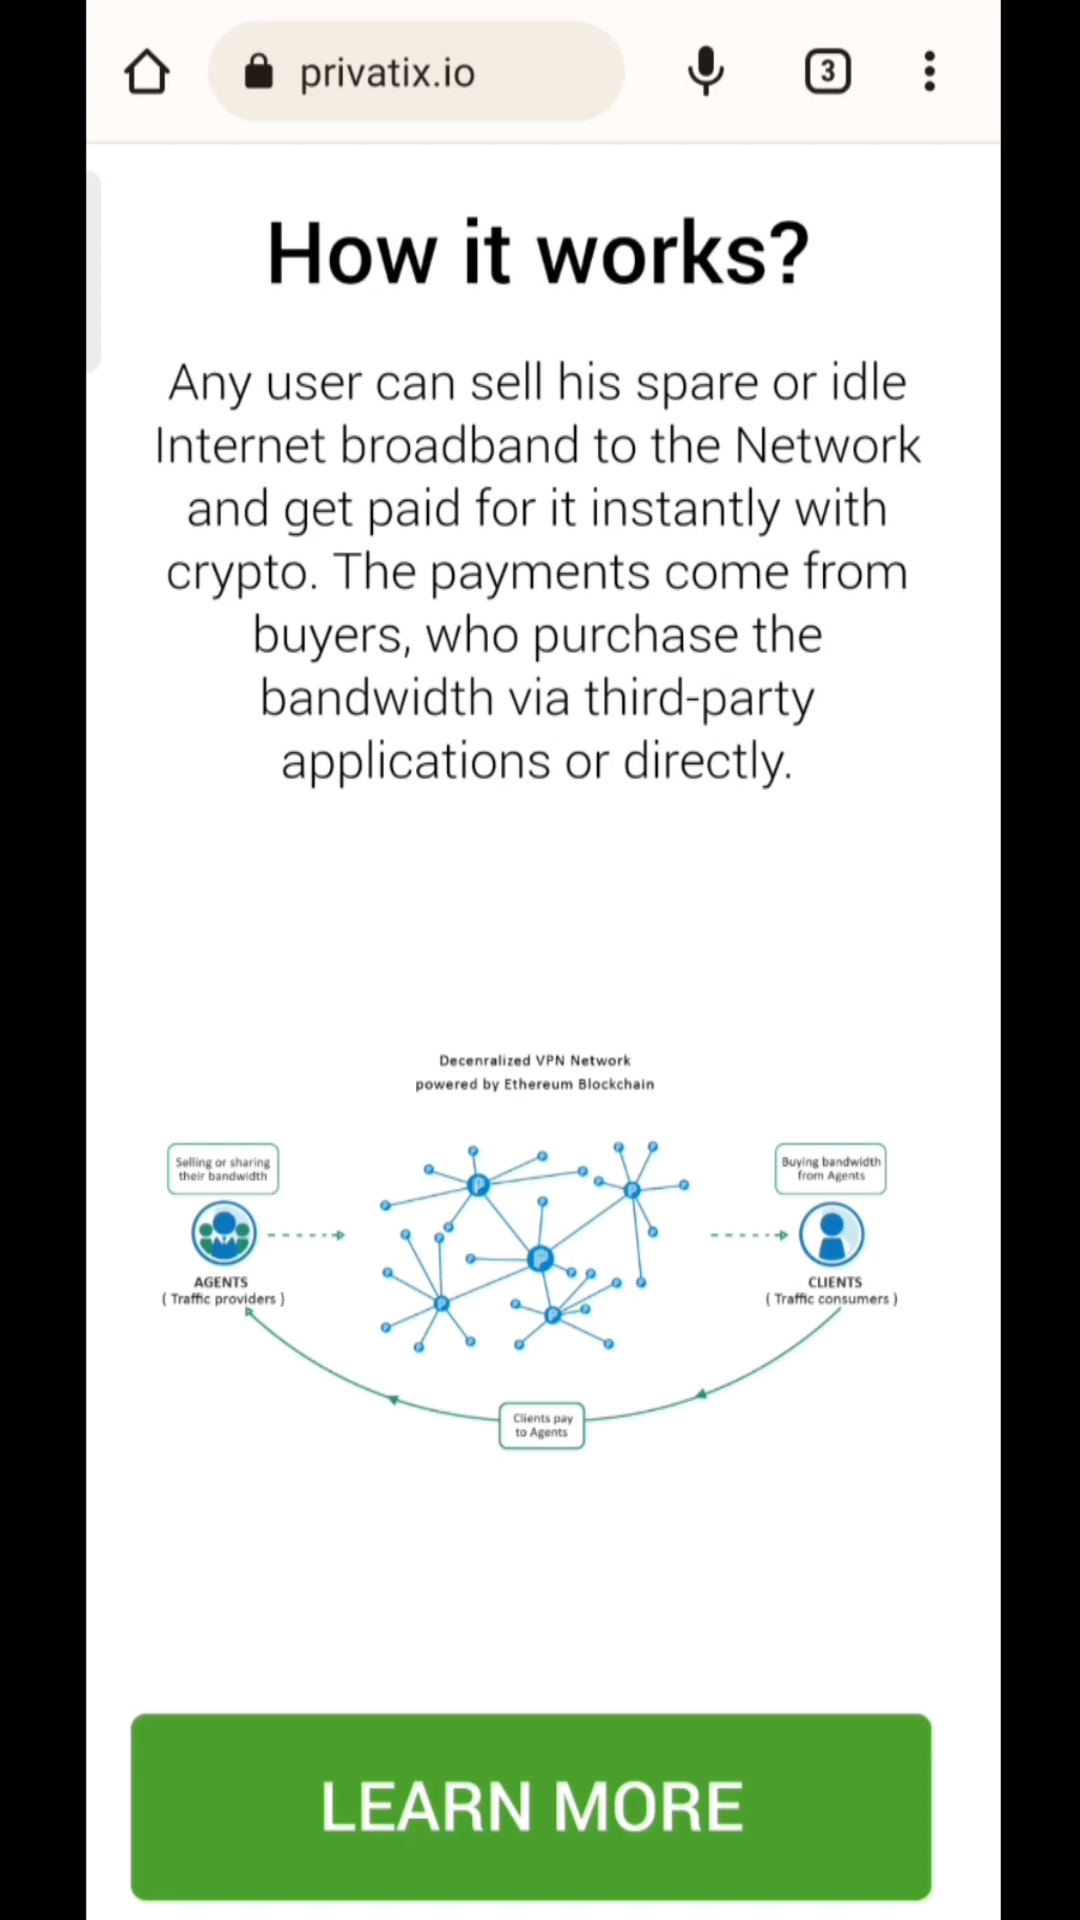 privatix.io
3
How it works?
Any user can sell his spare or idle
Internet broadband to the Network
and get paid for it instantly with
crypto. The payments come from
buyers, who purchase the
bandwidth via third-party
applications or directly.
Decenralized VPN Network
powered by Ethereum Blockchain
Selling or sharing
their bandwidth
Buying bandwidth
from Agents
AGENTS
( Traffic providers )
CLIENTS
( Traffic consumers )
Clients pay
to Agents
LEARN MORE